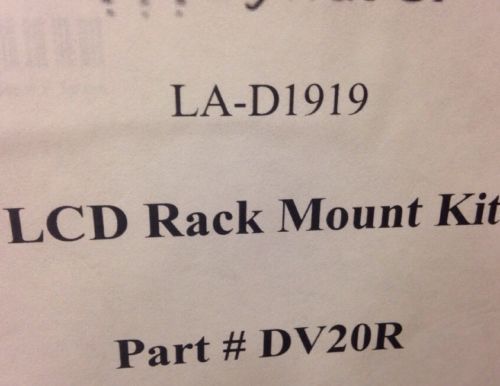 LA-D1919
LCD Rack Mount Kit
Part # DV20R